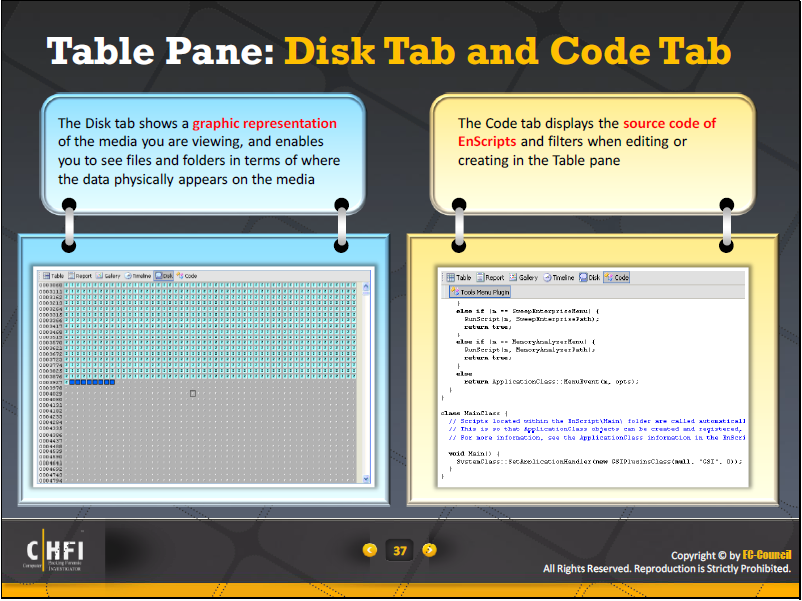 Table Pane: Disk Tab and Code Tab
The Disk tab shows a graphic representation
of the media you are viewing, and enables
you to see files and folders in terms of where
the data physically appears on the media
The Code tab displays the source code of
EnScripts and filters when editing or
creating in the Table pane
Table Report Gallery Timeline Disk Code
Table Report Gallery Timeline Disk Code
Tools Menu Plugin
}
else if (m == SweepEnterpriseMenu) {
RunScript(m, SweepEnterprisePath);
return true;
}
else if (m == MemoryAnalyzerMenu) {
RunScript(m, MemoryAnalyzerPath);
return true;
}
else
return ApplicationClass::MenuEvent(m, opts);
}
}
class MainClass {
// Scripts located within the EnScript\Main\ folder are called automaticall
// This is so that ApplicationClass objects can be created and registered,
// For more information, see the ApplicationClass information in the EnScri
void Main() {
SystemClass::SetApplicationHandler(new GSIPluginsClass(null, "GSI", 0));
}
}
CHFI
Computer Hacking Forensic
INVESTIGATOR
37
Copyright © by EC-Council
All Rights Reserved. Reproduction is Strictly Prohibited.